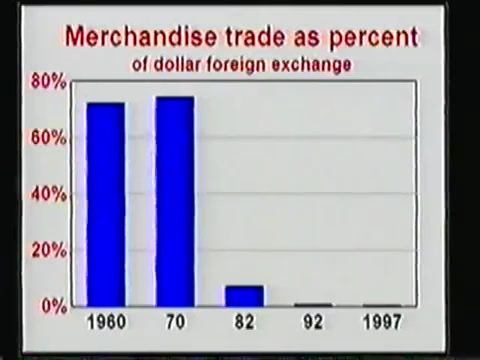 Merchandise trade as percent
of dollar foreign exchange
80%
60%
40%
20%
0%
1960 70 82 92 1997